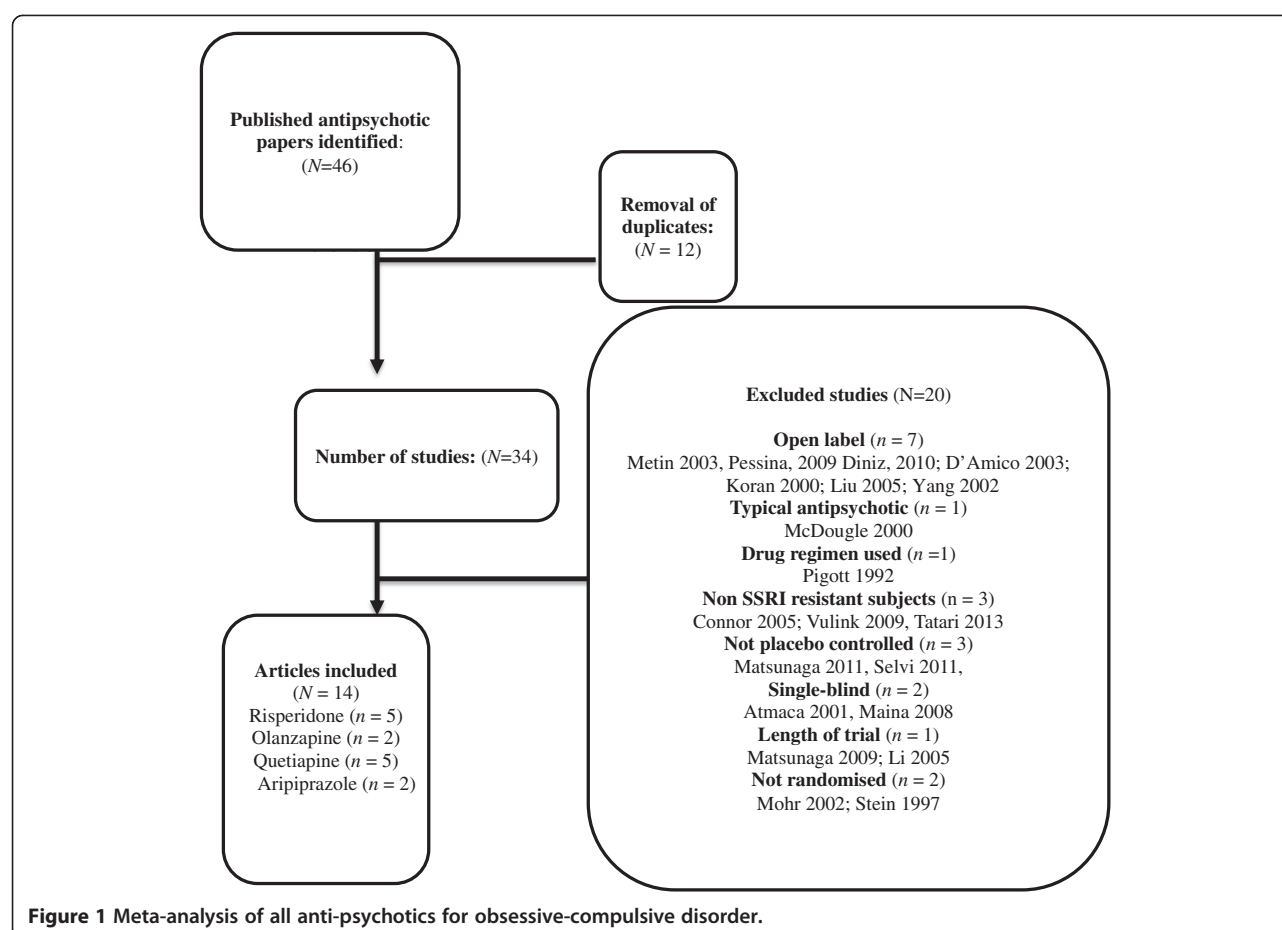 Published antipsychotic
papers identified:
(N=46)
Removal of
duplicates:
(N = 12)
Number of studies: (N=34)
Excluded studies (N=20)
Open label (n = 7)
Metin 2003, Pessina, 2009 Diniz, 2010; D’Amico 2003;
Koran 2000; Liu 2005; Yang 2002
Typical antipsychotic (n = 1)
McDougle 2000
Drug regimen used (n =1)
Pigott 1992
Non SSRI resistant subjects (n = 3)
Connor 2005; Vulink 2009, Tatari 2013
Not placebo controlled (n = 3)
Matsunaga 2011, Selvi 2011,
Single-blind (n = 2)
Atmaca 2001, Maina 2008
Length of trial (n = 1)
Matsunaga 2009; Li 2005
Not randomised (n = 2)
Mohr 2002; Stein 1997
Articles included
(N = 14)
Risperidone (n = 5)
Olanzapine (n = 2)
Quetiapine (n = 5)
Aripiprazole (n = 2)
Figure 1 Meta-analysis of all anti-psychotics for obsessive-compulsive disorder.